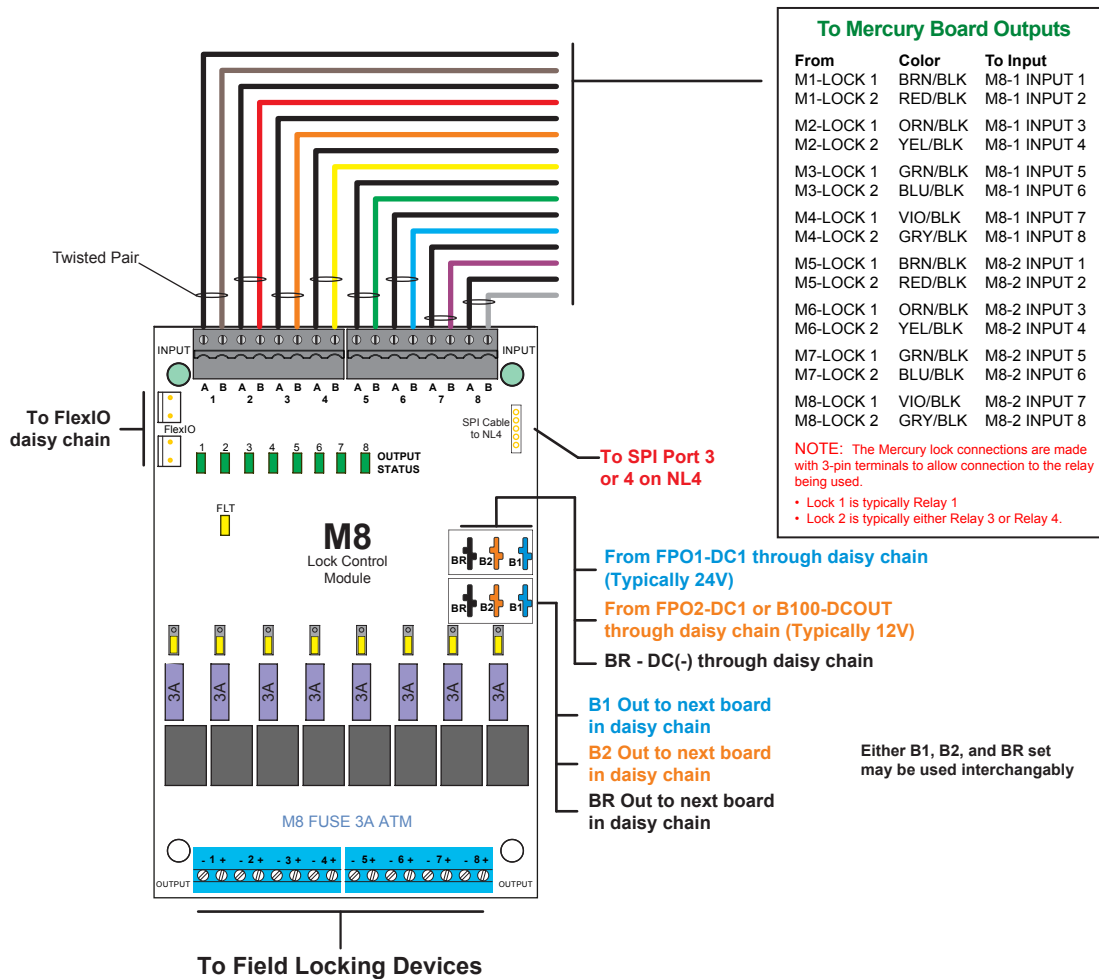 To Mercury Board Outputs
From Color To Input
M1-LOCK 1 BRN/BLK M8-1 INPUT 1
M1-LOCK 2 RED/BLK M8-1 INPUT 2
M2-LOCK 1 ORN/BLK M8-1 INPUT 3
M2-LOCK 2 YEL/BLK M8-1 INPUT 4
M3-LOCK 1 GRN/BLK M8-1 INPUT 5
M3-LOCK 2 BLU/BLK M8-1 INPUT 6
M4-LOCK 1 VIO/BLK M8-1 INPUT 7
M4-LOCK 2 GRY/BLK M8-1 INPUT 8
M5-LOCK 1 BRN/BLK M8-2 INPUT 1
M5-LOCK 2 RED/BLK M8-2 INPUT 2
M6-LOCK 1 ORN/BLK M8-2 INPUT 3
M6-LOCK 2 YEL/BLK M8-2 INPUT 4
M7-LOCK 1 GRN/BLK M8-2 INPUT 5
M7-LOCK 2 BLU/BLK M8-2 INPUT 6
M8-LOCK 1 VIO/BLK M8-2 INPUT 7
M8-LOCK 2 GRY/BLK M8-2 INPUT 8
NOTE: The Mercury lock connections are made
with 3-pin terminals to allow connection to the relay
being used.
• Lock 1 is typically Relay 1
• Lock 2 is typically either Relay 3 or Relay 4.
Twisted Pair
INPUT INPUT
A B A B A B A B A B A B A B A B
1 2 3 4 5 6 7 8
To FlexIO
daisy chain
FlexIO
SPI Cable
to NL4
1 2 3 4 5 6 7 8
OUTPUT
STATUS
To SPI Port 3
or 4 on NL4
FLT
M8
Lock Control
Module
BR B2 B1
BR B2 B1
From FPO1-DC1 through daisy chain
(Typically 24V)
From FPO2-DC1 or B100-DCOUT
through daisy chain (Typically 12V)
BR - DC(-) through daisy chain
3A 3A 3A 3A 3A 3A 3A 3A
B1 Out to next board
in daisy chain
B2 Out to next board
in daisy chain
BR Out to next board
in daisy chain
Either B1, B2, and BR set
may be used interchangably
M8 FUSE 3A ATM
- 1 + - 2 + - 3 + - 4 + - 5 + - 6 + - 7 + - 8 +
OUTPUT OUTPUT
To Field Locking Devices